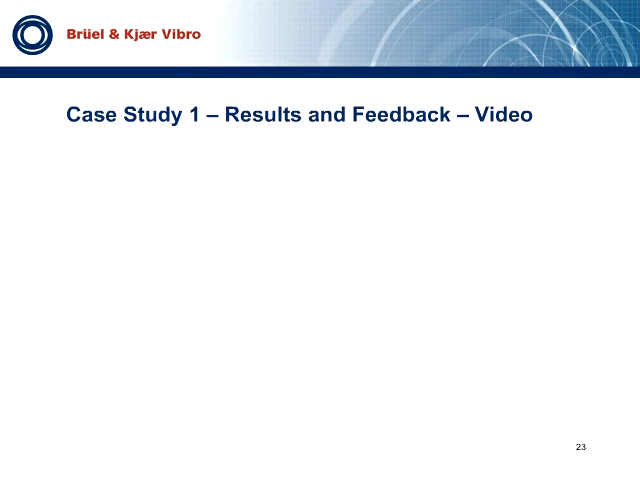 Brüel & Kjær Vibro
Case Study 1 – Results and Feedback – Video
23